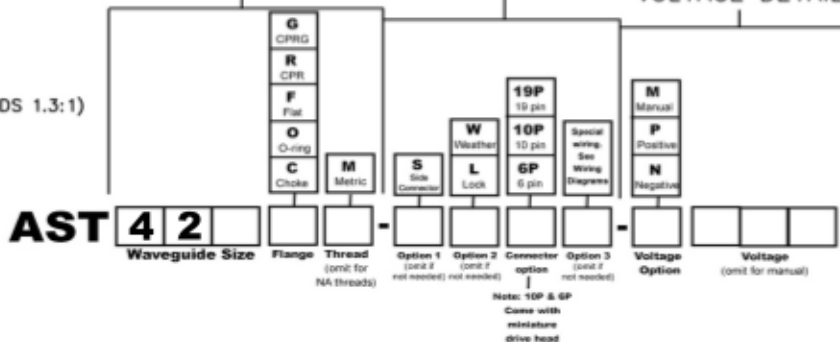 DS 1.3:1)
G
CPRG
R
CPR
F
Flat
O
O-ring
C
Choke
M
Metric
S
Side
Connector
W
Weather
L
Lock
19P
19 pin
10P
10 pin
6P
6 pin
Special
wiring.
See
Wiring
Diagrams
M
Manual
P
Positive
N
Negative
AST 4 2 - -
Waveguide Size
Flange
Thread
(omit for
NA threads)
Option 1
(omit if
not needed)
Option 2
(omit if
not needed)
Connector
option
Note: 10P & 6P
Come with
miniature
drive head
Option 3
(omit if
not needed)
Voltage
Option
Voltage
(omit for manual)